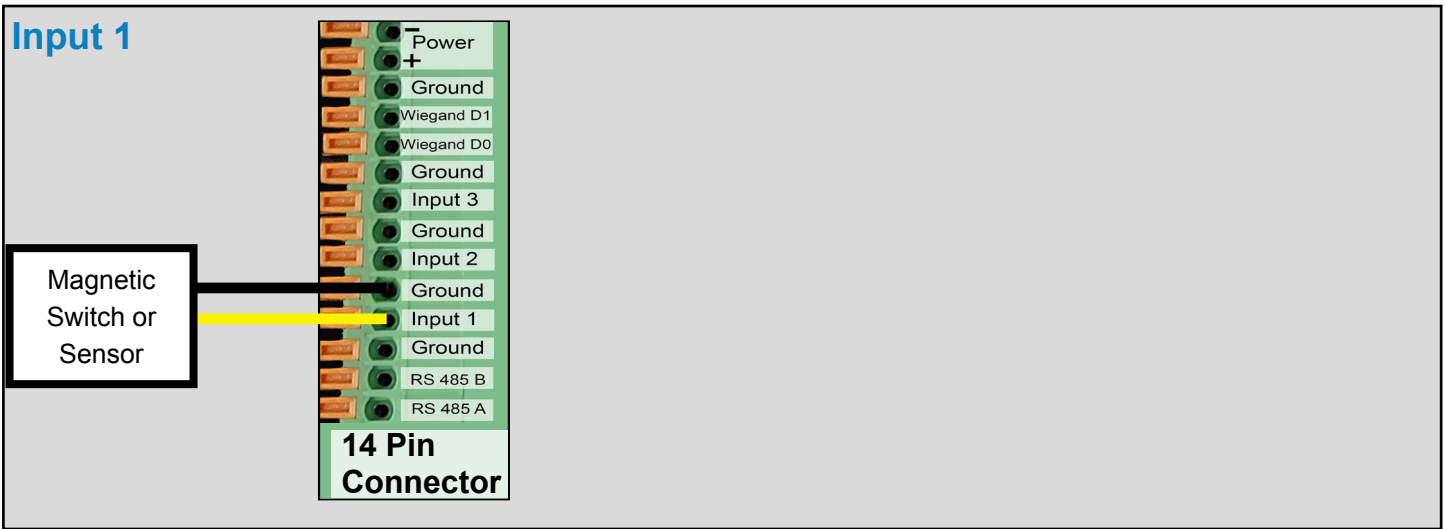 Input 1
-
Power
+
Ground
Wiegand D1
Wiegand D0
Ground
Input 3
Ground
Input 2
Ground
Input 1
Ground
RS 485 B
RS 485 A
14 Pin
Connector
Magnetic
Switch or
Sensor